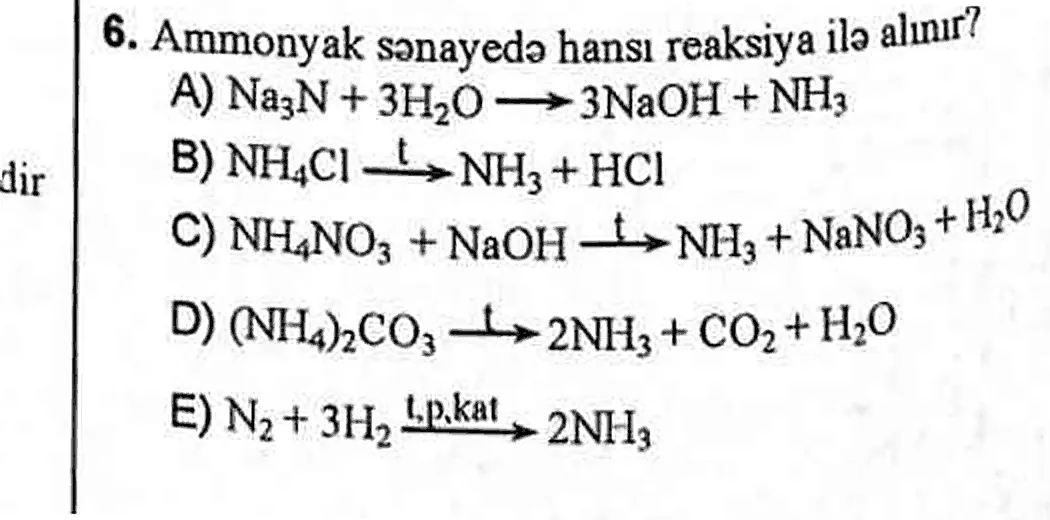 6. Ammonyak sənayedə hansı reaksiya ilə alınır?
A) Na₃N + 3H₂O ⟶ 3NaOH + NH₃
dir
B) NH₄Cl —t→ NH₃ + HCl
C) NH₄NO₃ + NaOH —t→ NH₃ + NaNO₃ + H₂O
D) (NH₄)₂CO₃ —t→ 2NH₃ + CO₂ + H₂O
E) N₂ + 3H₂ —t.p.kat→ 2NH₃